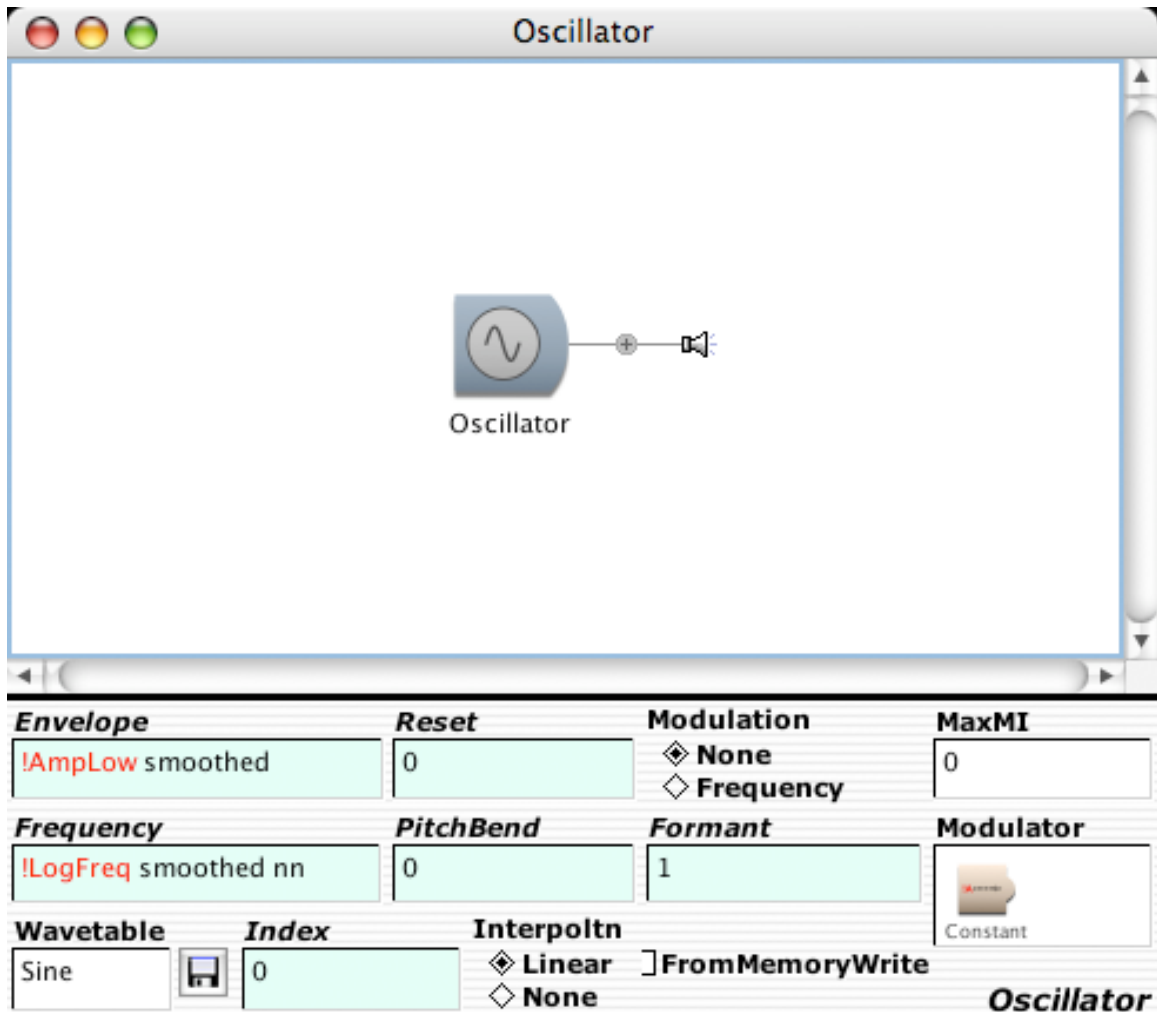 Oscillator
Oscillator
Envelope
!AmpLow smoothed
Reset
0
Modulation
None
Frequency
MaxMI
0
Frequency
!LogFreq smoothed nn
PitchBend
0
Formant
1
Modulator
Constant
Wavetable
Sine
Index
0
Interpoltn
Linear
None
FromMemoryWrite
Oscillator